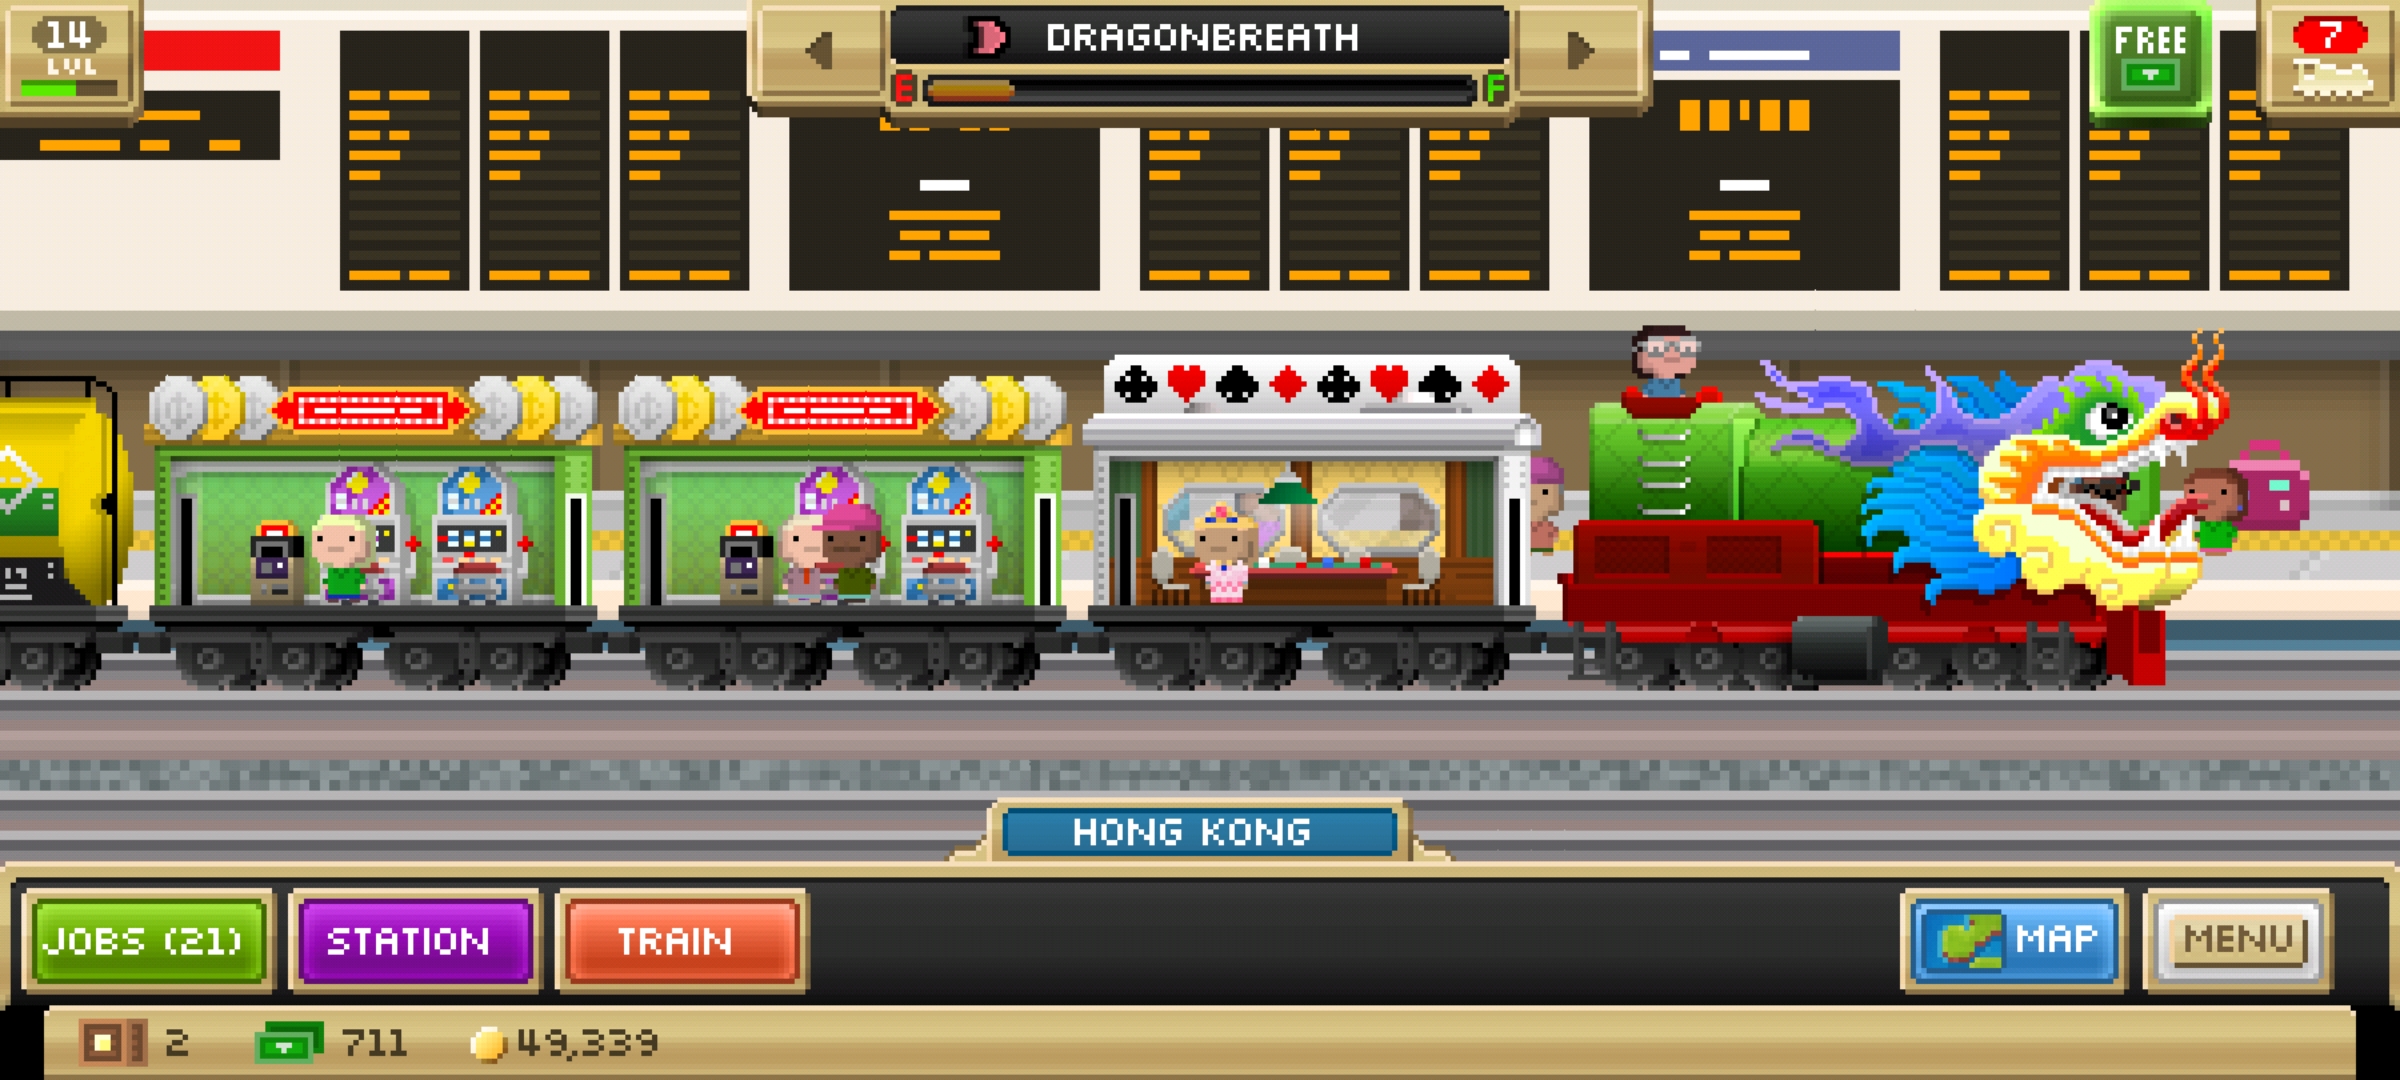 14
LVL
DRAGONBREATH
E F
FREE
7
HONG KONG
JOBS (21)
STATION
TRAIN
MAP
MENU
2
711
49,339